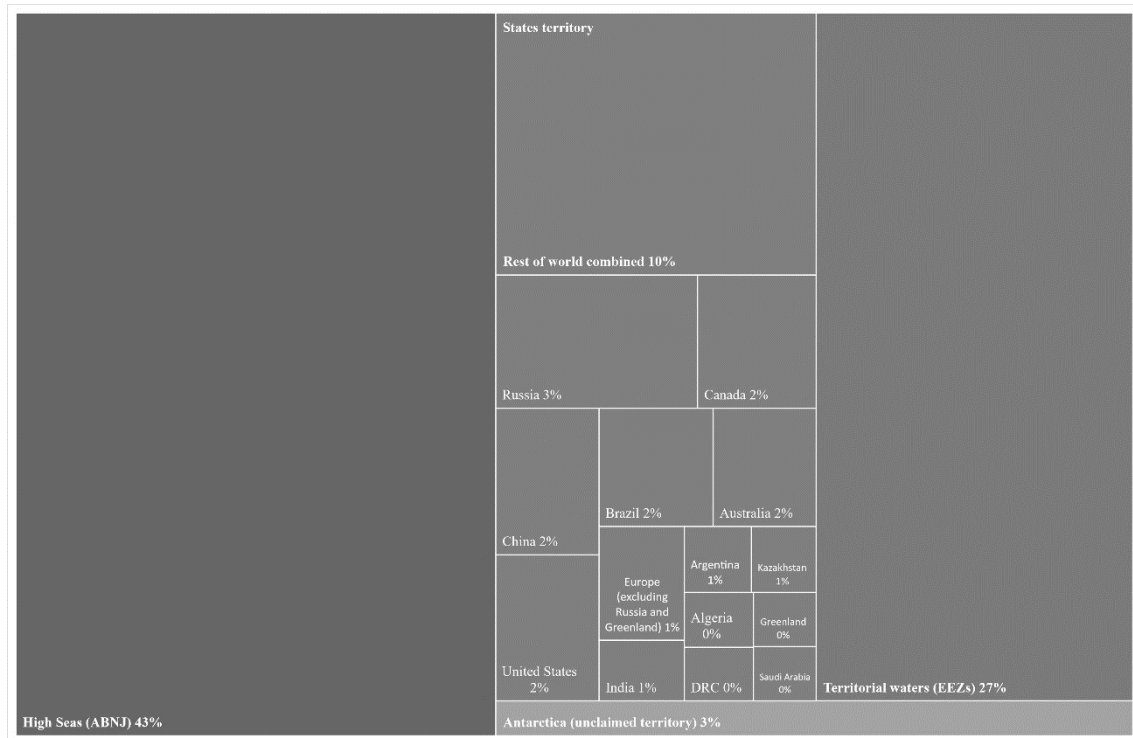 States territory
Rest of world combined 10%
Russia 3%
Canada 2%
China 2%
Brazil 2%
Australia 2%
United States
2%
Europe
(excluding
Russia and
Greenland) 1%
India 1%
Argentina
1%
Kazakhstan
1%
Algeria
0%
Greenland
0%
DRC 0%
Saudi Arabia
0%
Territorial waters (EEZs) 27%
High Seas (ABNJ) 43%
Antarctica (unclaimed territory) 3%